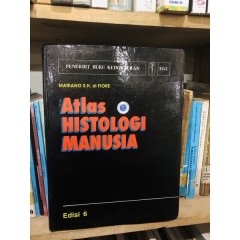 PENERBIT BUKU KEDOKTERAN EGC
MARIANO S.H. di FIORE
Atlas
HISTOLOGI
MANUSIA
Edisi 6